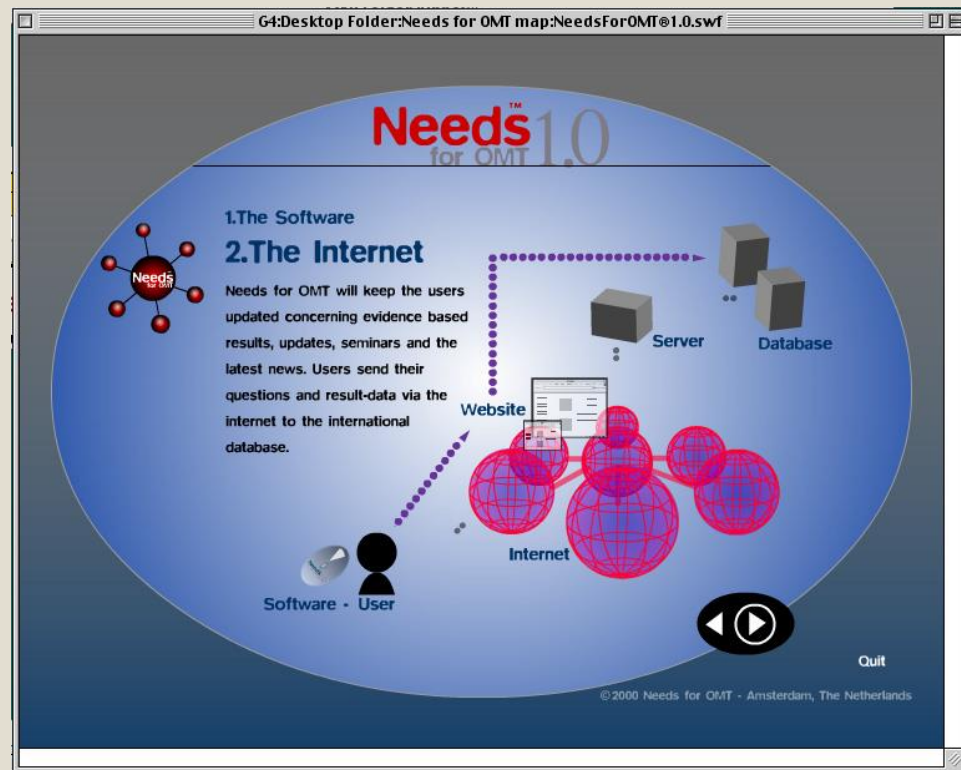 G4:Desktop Folder:Needs for OMT map:NeedsForOMT®1.0.swf
Needs™ 1.0
for OMT
1.The Software
2.The Internet
Needs for OMT will keep the users
updated concerning evidence based
results, updates, seminars and the
latest news. Users send their
questions and result-data via the
internet to the international
database.
Needs
for OMT
Server
Database
Website
Internet
Software - User
Quit
©2000 Needs for OMT - Amsterdam, The Netherlands